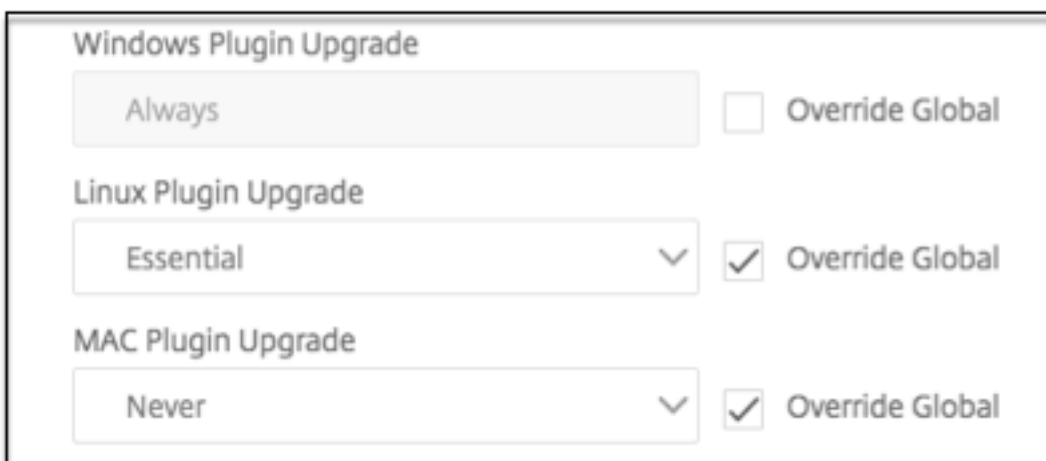 Windows Plugin Upgrade
Always Override Global
Linux Plugin Upgrade
Essential Override Global
MAC Plugin Upgrade
Never Override Global